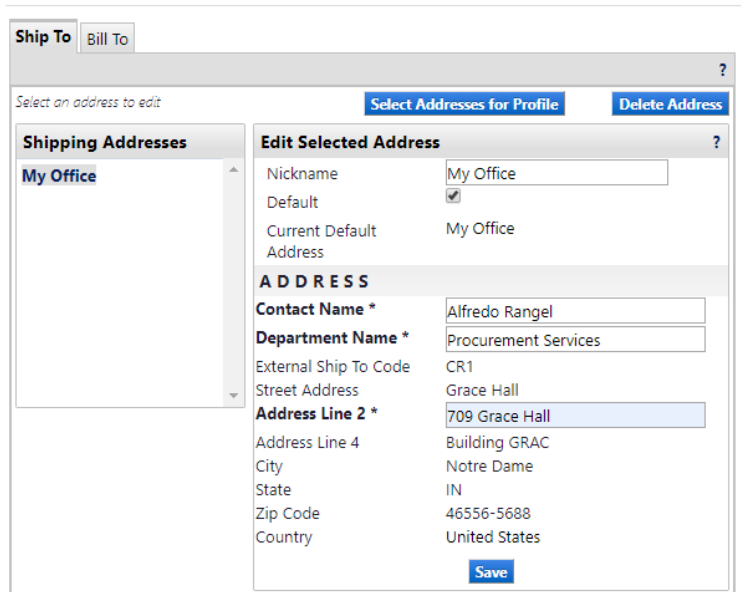 Ship To Bill To
?
Select an address to edit Select Addresses for Profile Delete Address
Shipping Addresses
My Office
Edit Selected Address ?
Nickname My Office
Default
Current Default Address My Office
ADDRESS
Contact Name * Alfredo Rangel
Department Name * Procurement Services
External Ship To Code CR1
Street Address Grace Hall
Address Line 2 * 709 Grace Hall
Address Line 4 Building GRAC
City Notre Dame
State IN
Zip Code 46556-5688
Country United States
Save